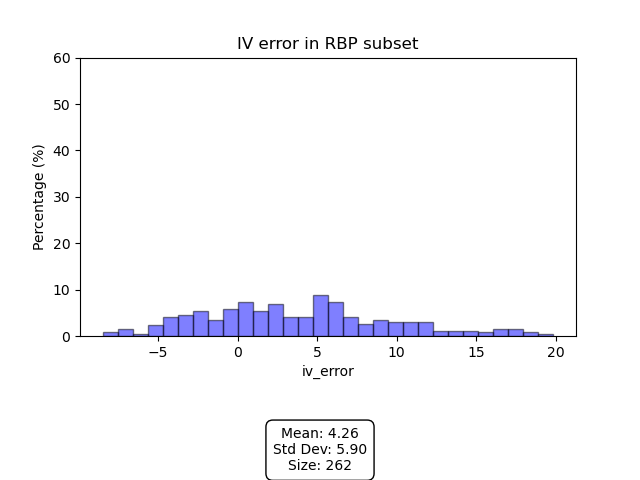 IV error in RBP subset
60
50
40
30
20
10
0
Percentage (%)
−5
0
5
10
15
20
iv_error
Mean: 4.26
Std Dev: 5.90
Size: 262